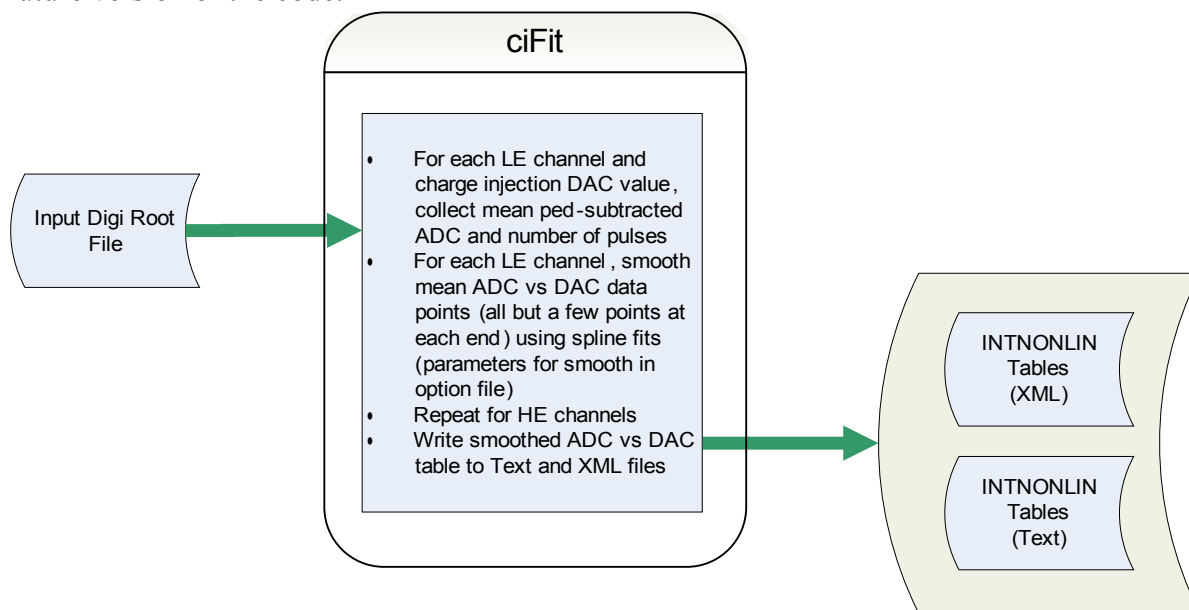 ciFit
Input Digi Root
File
• For each LE channel and
charge injection DAC value,
collect mean ped-subtracted
ADC and number of pulses
• For each LE channel, smooth
mean ADC vs DAC data
points (all but a few points at
each end) using spline fits
(parameters for smooth in
option file)
• Repeat for HE channels
• Write smoothed ADC vs DAC
table to Text and XML files
INTNONLIN
Tables
(XML)
INTNONLIN
Tables
(Text)